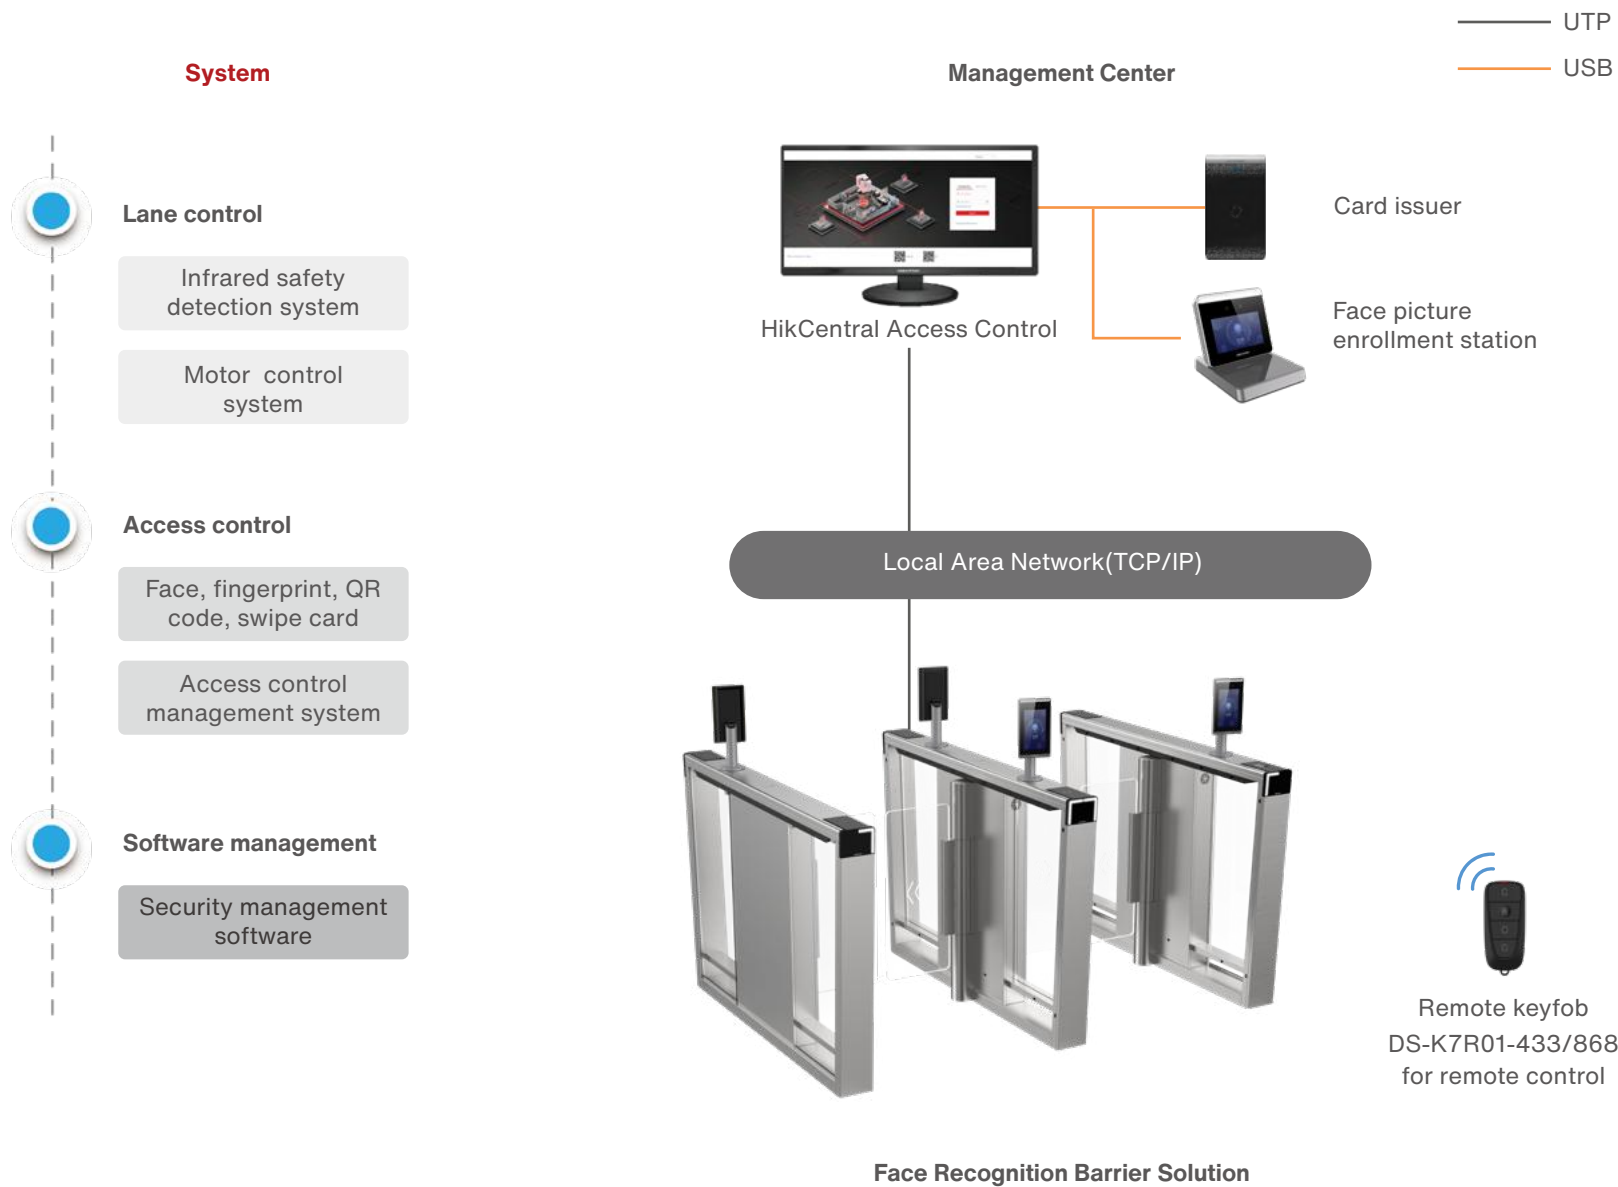 UTP
USB
System
Management Center
Lane control
Infrared safety
detection system
Motor control
system
Access control
Face, fingerprint, QR
code, swipe card
Access control
management system
Software management
Security management
software
HikCentral Access Control
Card issuer
Face picture
enrollment station
Local Area Network(TCP/IP)
Remote keyfob
DS-K7R01-433/868
for remote control
Face Recognition Barrier Solution